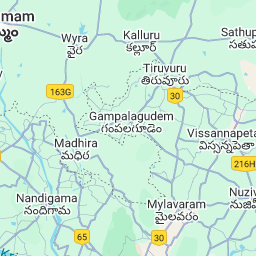 mam
మ్మం
Wyra
వైర
Kalluru
కల్లూర్
Sathup
సతుప
Tiruvuru
తిరువూరు
163G
30
Gampalagudem
గంపలగూడెం
Madhira
మధిర
Vissannapeta
విస్సన్నపేతా
216H
Nandigama
నందిగామ
Nuziv
నుజివ
Mylavaram
మైలవరం
65
30